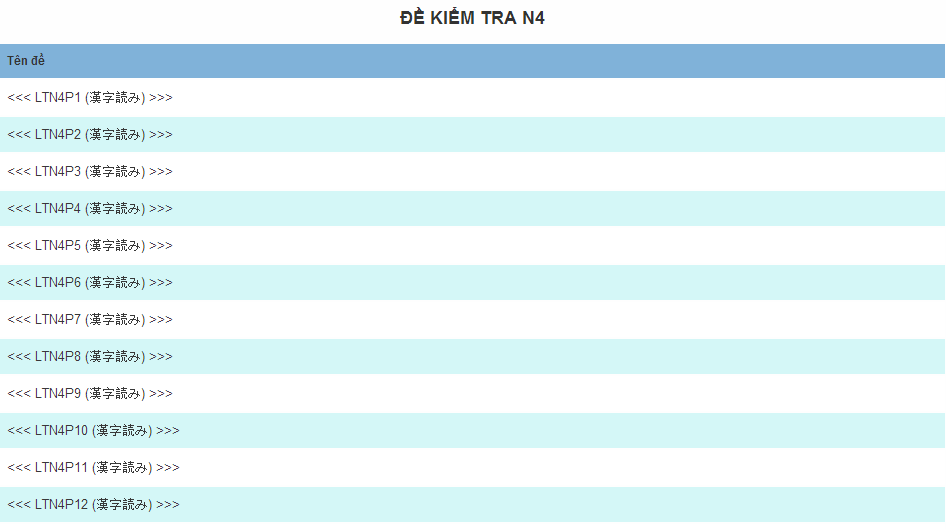 ĐỀ KIỂM TRA N4
Tên đề
<<< LTN4P1 (漢字読み) >>>
<<< LTN4P2 (漢字読み) >>>
<<< LTN4P3 (漢字読み) >>>
<<< LTN4P4 (漢字読み) >>>
<<< LTN4P5 (漢字読み) >>>
<<< LTN4P6 (漢字読み) >>>
<<< LTN4P7 (漢字読み) >>>
<<< LTN4P8 (漢字読み) >>>
<<< LTN4P9 (漢字読み) >>>
<<< LTN4P10 (漢字読み) >>>
<<< LTN4P11 (漢字読み) >>>
<<< LTN4P12 (漢字読み) >>>